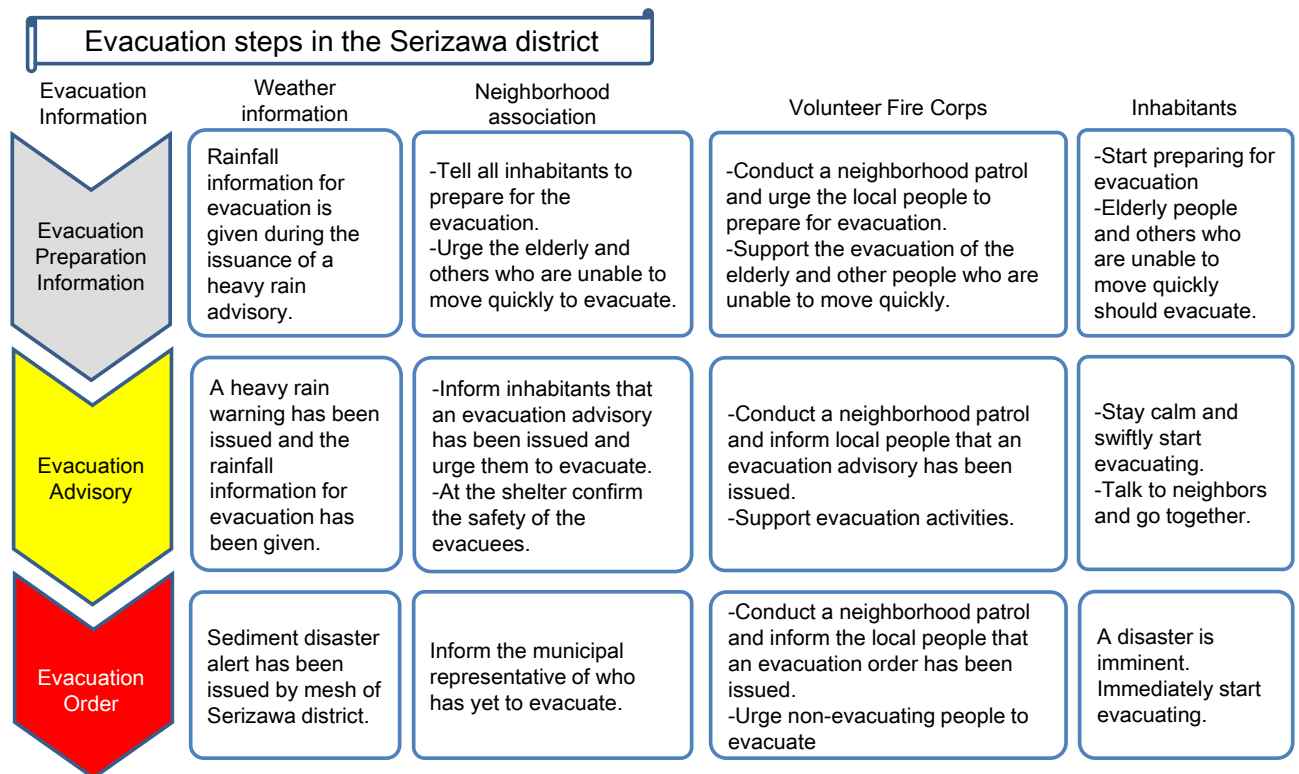 Evacuation steps in the Serizawa district
Evacuation
Information
Weather
information
Neighborhood
association
Volunteer Fire Corps
Inhabitants
Evacuation
Preparation
Information
Rainfall
information for
evacuation is
given during the
issuance of a
heavy rain
advisory.
-Tell all inhabitants to
prepare for the
evacuation.
-Urge the elderly and
others who are unable to
move quickly to evacuate.
-Conduct a neighborhood patrol
and urge the local people to
prepare for evacuation.
-Support the evacuation of the
elderly and other people who are
unable to move quickly.
-Start preparing for
evacuation
-Elderly people
and others who
are unable to
move quickly
should evacuate.
Evacuation
Advisory
A heavy rain
warning has been
issued and the
rainfall
information for
evacuation has
been given.
-Inform inhabitants that
an evacuation advisory
has been issued and
urge them to evacuate.
-At the shelter confirm
the safety of the
evacuees.
-Conduct a neighborhood patrol
and inform local people that an
evacuation advisory has been
issued.
-Support evacuation activities.
-Stay calm and
swiftly start
evacuating.
-Talk to neighbors
and go together.
Evacuation
Order
Sediment disaster
alert has been
issued by mesh of
Serizawa district.
Inform the municipal
representative of who
has yet to evacuate.
-Conduct a neighborhood patrol
and inform the local people that
an evacuation order has been
issued.
-Urge non-evacuating people to
evacuate
A disaster is
imminent.
Immediately start
evacuating.